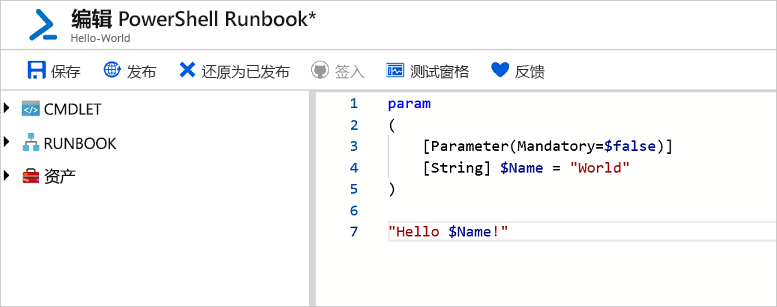 编辑 PowerShell Runbook*
Hello-World
保存 发布 还原为已发布 签入 测试窗格 反馈
CMDLET
RUNBOOK
资产
1 param
2 (
3     [Parameter(Mandatory=$false)]
4     [String] $Name = "World"
5 )
6
7 "Hello $Name!"